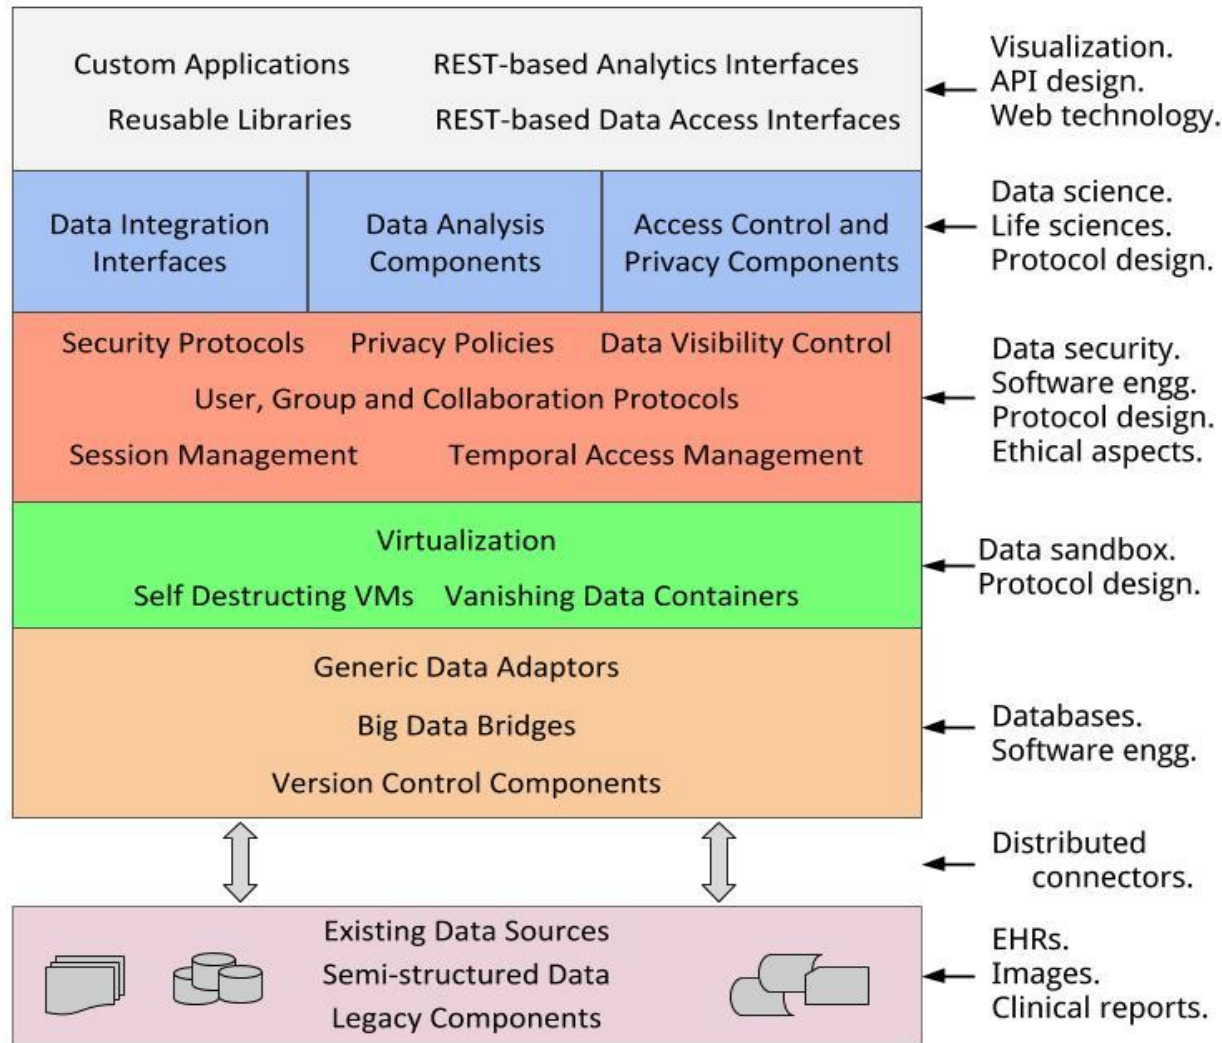 Custom Applications REST-based Analytics Interfaces
Reusable Libraries REST-based Data Access Interfaces
Visualization.
API design.
Web technology.
Data Integration
Interfaces
Data Analysis
Components
Access Control and
Privacy Components
Data science.
Life sciences.
Protocol design.
Security Protocols Privacy Policies Data Visibility Control
User, Group and Collaboration Protocols
Session Management Temporal Access Management
Data security.
Software engg.
Protocol design.
Ethical aspects.
Virtualization
Self Destructing VMs Vanishing Data Containers
Data sandbox.
Protocol design.
Generic Data Adaptors
Big Data Bridges
Version Control Components
Databases.
Software engg.
Distributed
connectors.
Existing Data Sources
Semi-structured Data
Legacy Components
EHRs.
Images.
Clinical reports.